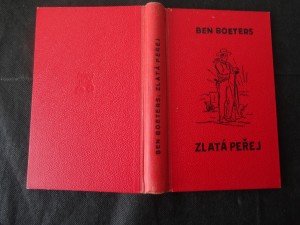 BEN BOETERS
ZLATÁ PEŘEJ
BEN BOETERS, ZLATÁ PEŘEJ